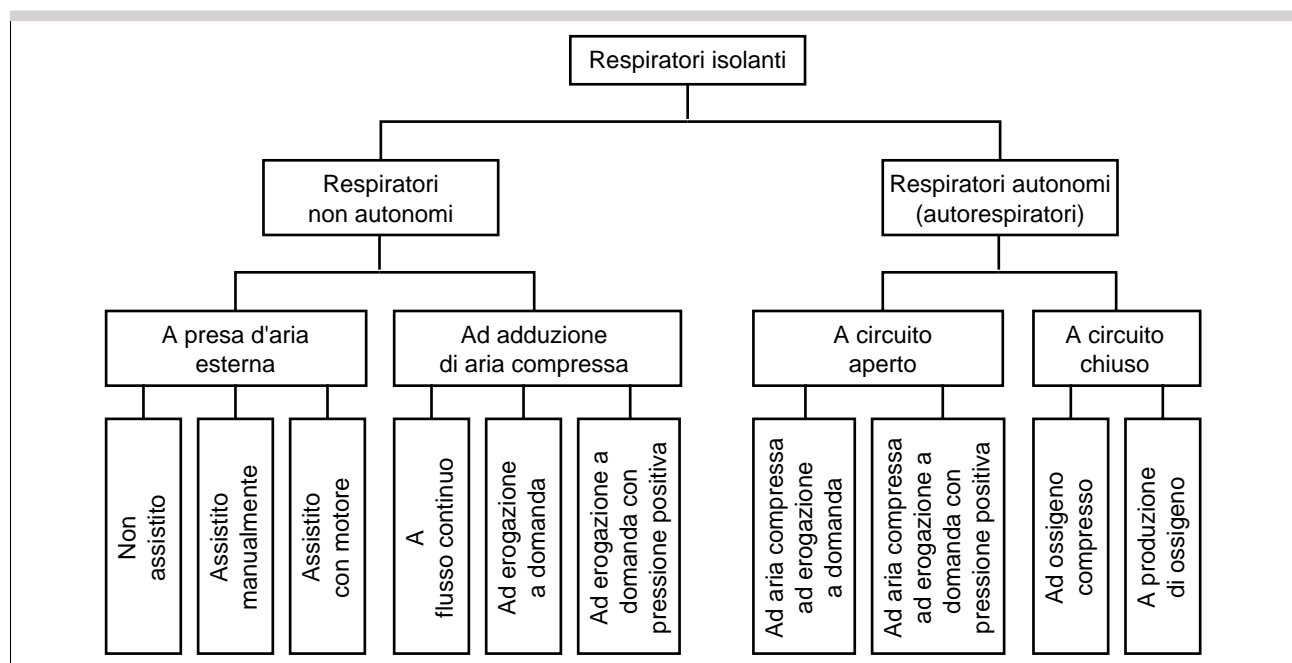 Respiratori isolanti
Respiratori
non autonomi
Respiratori autonomi
(autorespiratori)
A presa d'aria
esterna
Ad adduzione
di aria compressa
A circuito
aperto
A circuito
chiuso
Non
assistito
Assistito
manualmente
Assistito
con motore
A
flusso continuo
Ad erogazione
a domanda
Ad erogazione a
domanda con
pressione positiva
Ad aria compressa
ad erogazione
a domanda
Ad aria compressa
ad erogazione a
domanda con
pressione positiva
Ad ossigeno
compresso
A produzione
di ossigeno